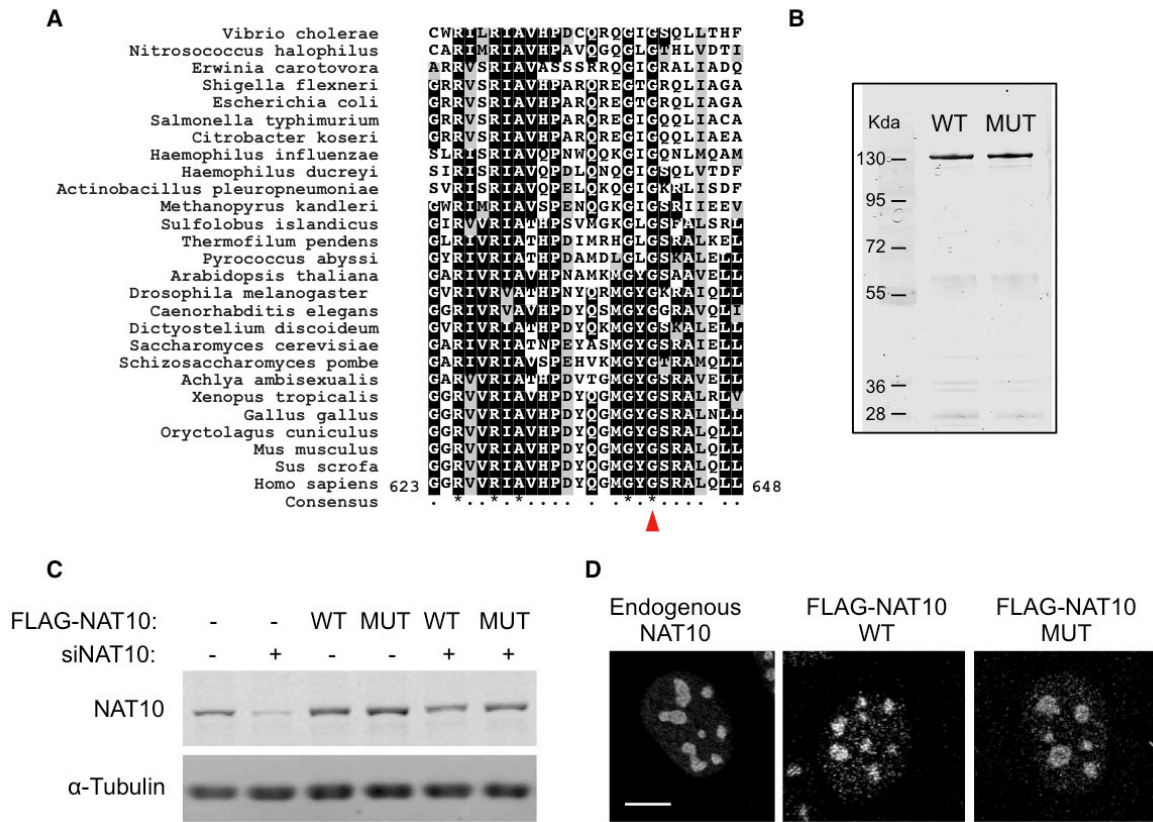 A
Vibrio cholerae CWRILRIAVHPDCQRQGIGSQLLTHF
Nitrosococcus halophilus CARIMRIAVHPAVQGQGLGTHLVDTI
Erwinia carotovora ARRVSRIAVASSSRRQGIGRALIADQ
Shigella flexneri GRRVSRIAVHPARQREGTGRQLIAGA
Escherichia coli GRRVSRIAVHPARQREGTGRQLIAGA
Salmonella typhimurium GRRVSRIAVHPARQREGIGQQLIACA
Citrobacter koseri GRRVSRIAVHPARQREGIGQQLIAEA
Haemophilus influenzae SLRISRIAVQPNWQQKGIGQNLMQAM
Haemophilus ducreyi SIRISRIAVQPDLQNQGIGSQLVTDF
Actinobacillus pleuropneumoniae SVRISRIAVQPELQKQGIGKRLISDF
Methanopyrus kandleri GWRIMRIAVSPENQGKGIGSRIIEEV
Sulfolobus islandicus GIRVVRIATHPSVMGKGLGSFALSRL
Thermofilum pendens GLRIVRIATHPDIMRHGLGSRALKEL
Pyrococcus abyssi GYRIVRIATHPDAMDLGLGSKALELL
Arabidopsis thaliana GARIVRIAVHPNAMKMGYGSAAVELL
Drosophila melanogaster GVRIVRVATHPNYQRMGYGKRAIQLL
Caenorhabditis elegans GVRIVRVAVHPDYQSMGYGGRAVQLI
Dictyostelium discoideum GLRIVRIATHPDYQKMGYGSKALELL
Saccharomyces cerevisiae GARIVRIATNPEYASMGYGSRAIELL
Schizosaccharomyces pombe GARIVRIAVSPEHVKMGYGTRAMQLL
Achlya ambisexualis GARVVRIATHPDVTGMGYGSRAVELL
Xenopus tropicalis GGRVVRIAVHPDYQGMGYGSRALRLV
Gallus gallus GGRVVRIAVHPDYQGMGYGSRALNLL
Oryctolagus cuniculus GGRVVRIAVHPDYQGMGYGSRALQLL
Mus musculus GGRVVRIAVHPDYQGMGYGSRALQLL
Sus scrofa GGRVVRIAVHPDYQGMGYGSRALQLL
Homo sapiens 623 GGRVVRIAVHPDYQGMGYGSRALQLL 648
Consensus ..*..*.*.... . ..*.*.... ..
B
Kda WT MUT
130
95
72
55
36
28
C
FLAG-NAT10: - - WT MUT WT MUT
siNAT10: - + - - + +
NAT10
α-Tubulin
D
Endogenous NAT10
FLAG-NAT10 WT
FLAG-NAT10 MUT